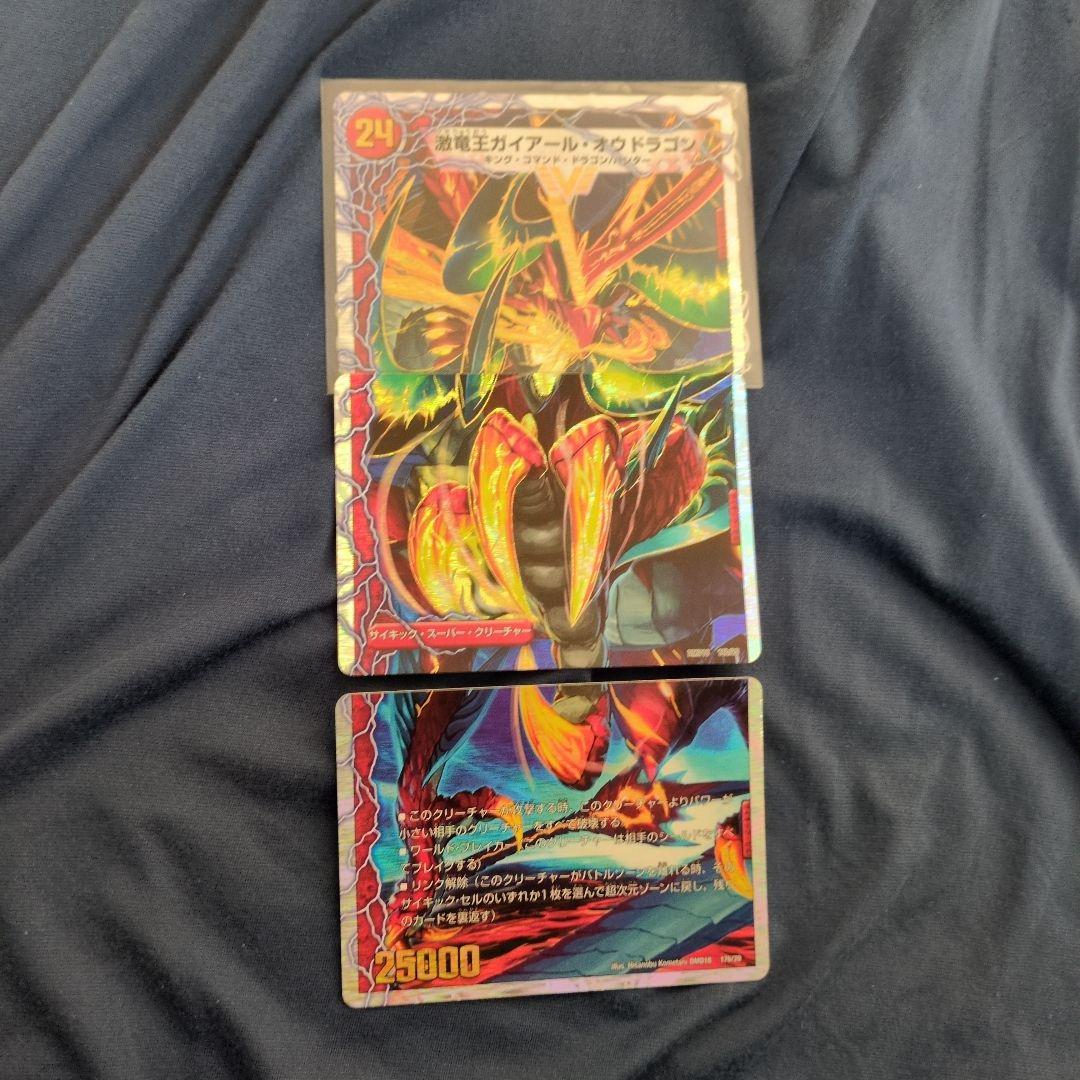 24
激竜王ガイアール・オウドラゴン
キング・コマンド・ドラゴン/ハンター
サイキック・スーパー・クリーチャー
■このクリーチャーが攻撃する時、このクリーチャーよりパワーが
小さい相手のクリーチャーをすべて破壊する。
■ワールド・ブレイカー(このクリーチャーは相手のシールドをすべ
てブレイクする)
■リンク解除(このクリーチャーがバトルゾーンを離れる時、その
サイキック・セルのいずれか1枚を選んで超次元ゾーンに戻し、残り
のカードを裏返す)
25000
illus. Hisanobu Kometani DMD18